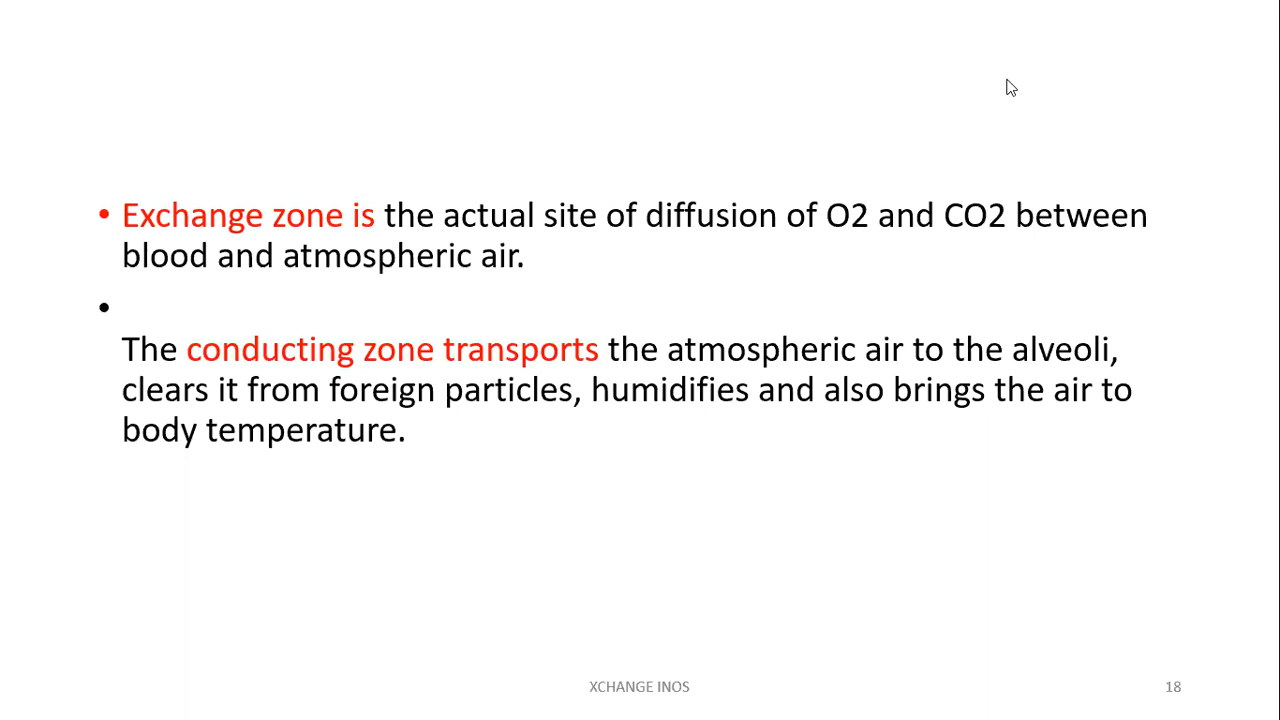 • Exchange zone is the actual site of diffusion of O2 and CO2 between
blood and atmospheric air.
•
The conducting zone transports the atmospheric air to the alveoli,
clears it from foreign particles, humidifies and also brings the air to
body temperature.
XCHANGE INOS
18